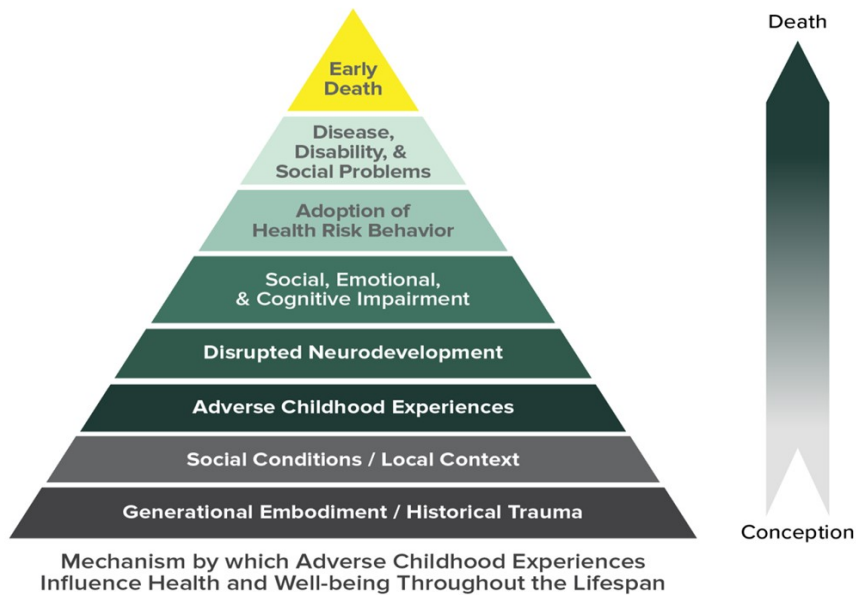 Death
Early
Death
Disease,
Disability, &
Social Problems
Adoption of
Health Risk Behavior
Social, Emotional,
& Cognitive Impairment
Disrupted Neurodevelopment
Adverse Childhood Experiences
Social Conditions / Local Context
Generational Embodiment / Historical Trauma
Conception
Mechanism by which Adverse Childhood Experiences
Influence Health and Well-being Throughout the Lifespan